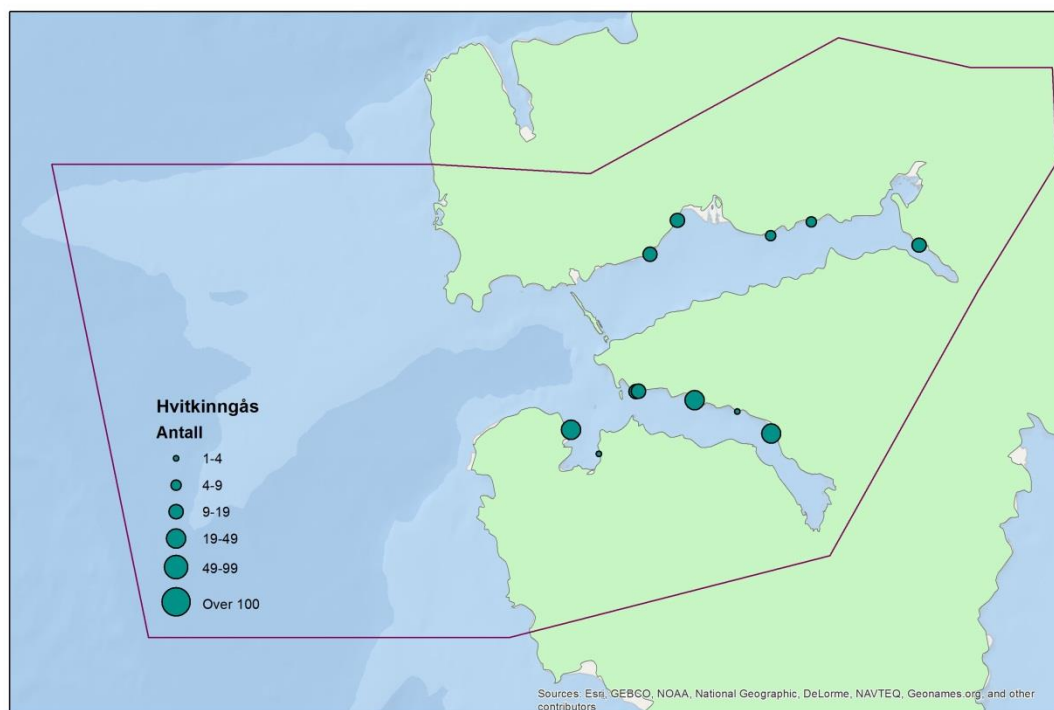 Hvitkinngås
Antall
1-4
4-9
9-19
19-49
49-99
Over 100
Sources: Esri, GEBCO, NOAA, National Geographic, DeLorme, NAVTEQ, Geonames.org, and other
contributors